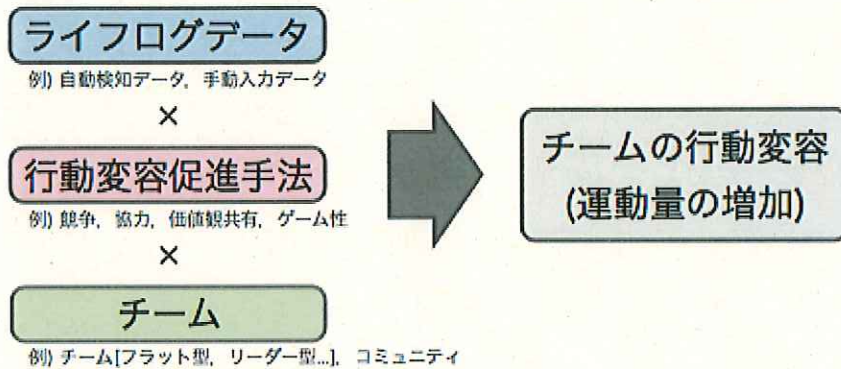 ライフログデータ
例) 自動検知データ, 手動入力データ
×
行動変容促進手法
例) 競争, 協力, 価値観共有, ゲーム性
×
チーム
例) チーム[フラット型, リーダー型...], コミュニティ
チームの行動変容
(運動量の増加)